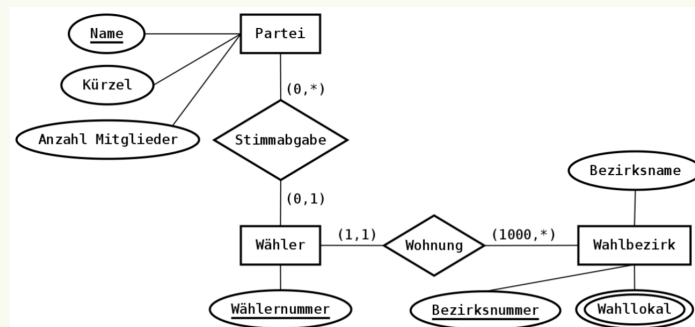 Name
Partei
Kürzel
(0,*)
Anzahl Mitglieder
Stimmabgabe
(0,1)
Bezirksname
Wähler
(1,1)
Wohnung
(1000,*)
Wahlbezirk
Wählernummer
Bezirksnummer
Wahllokal